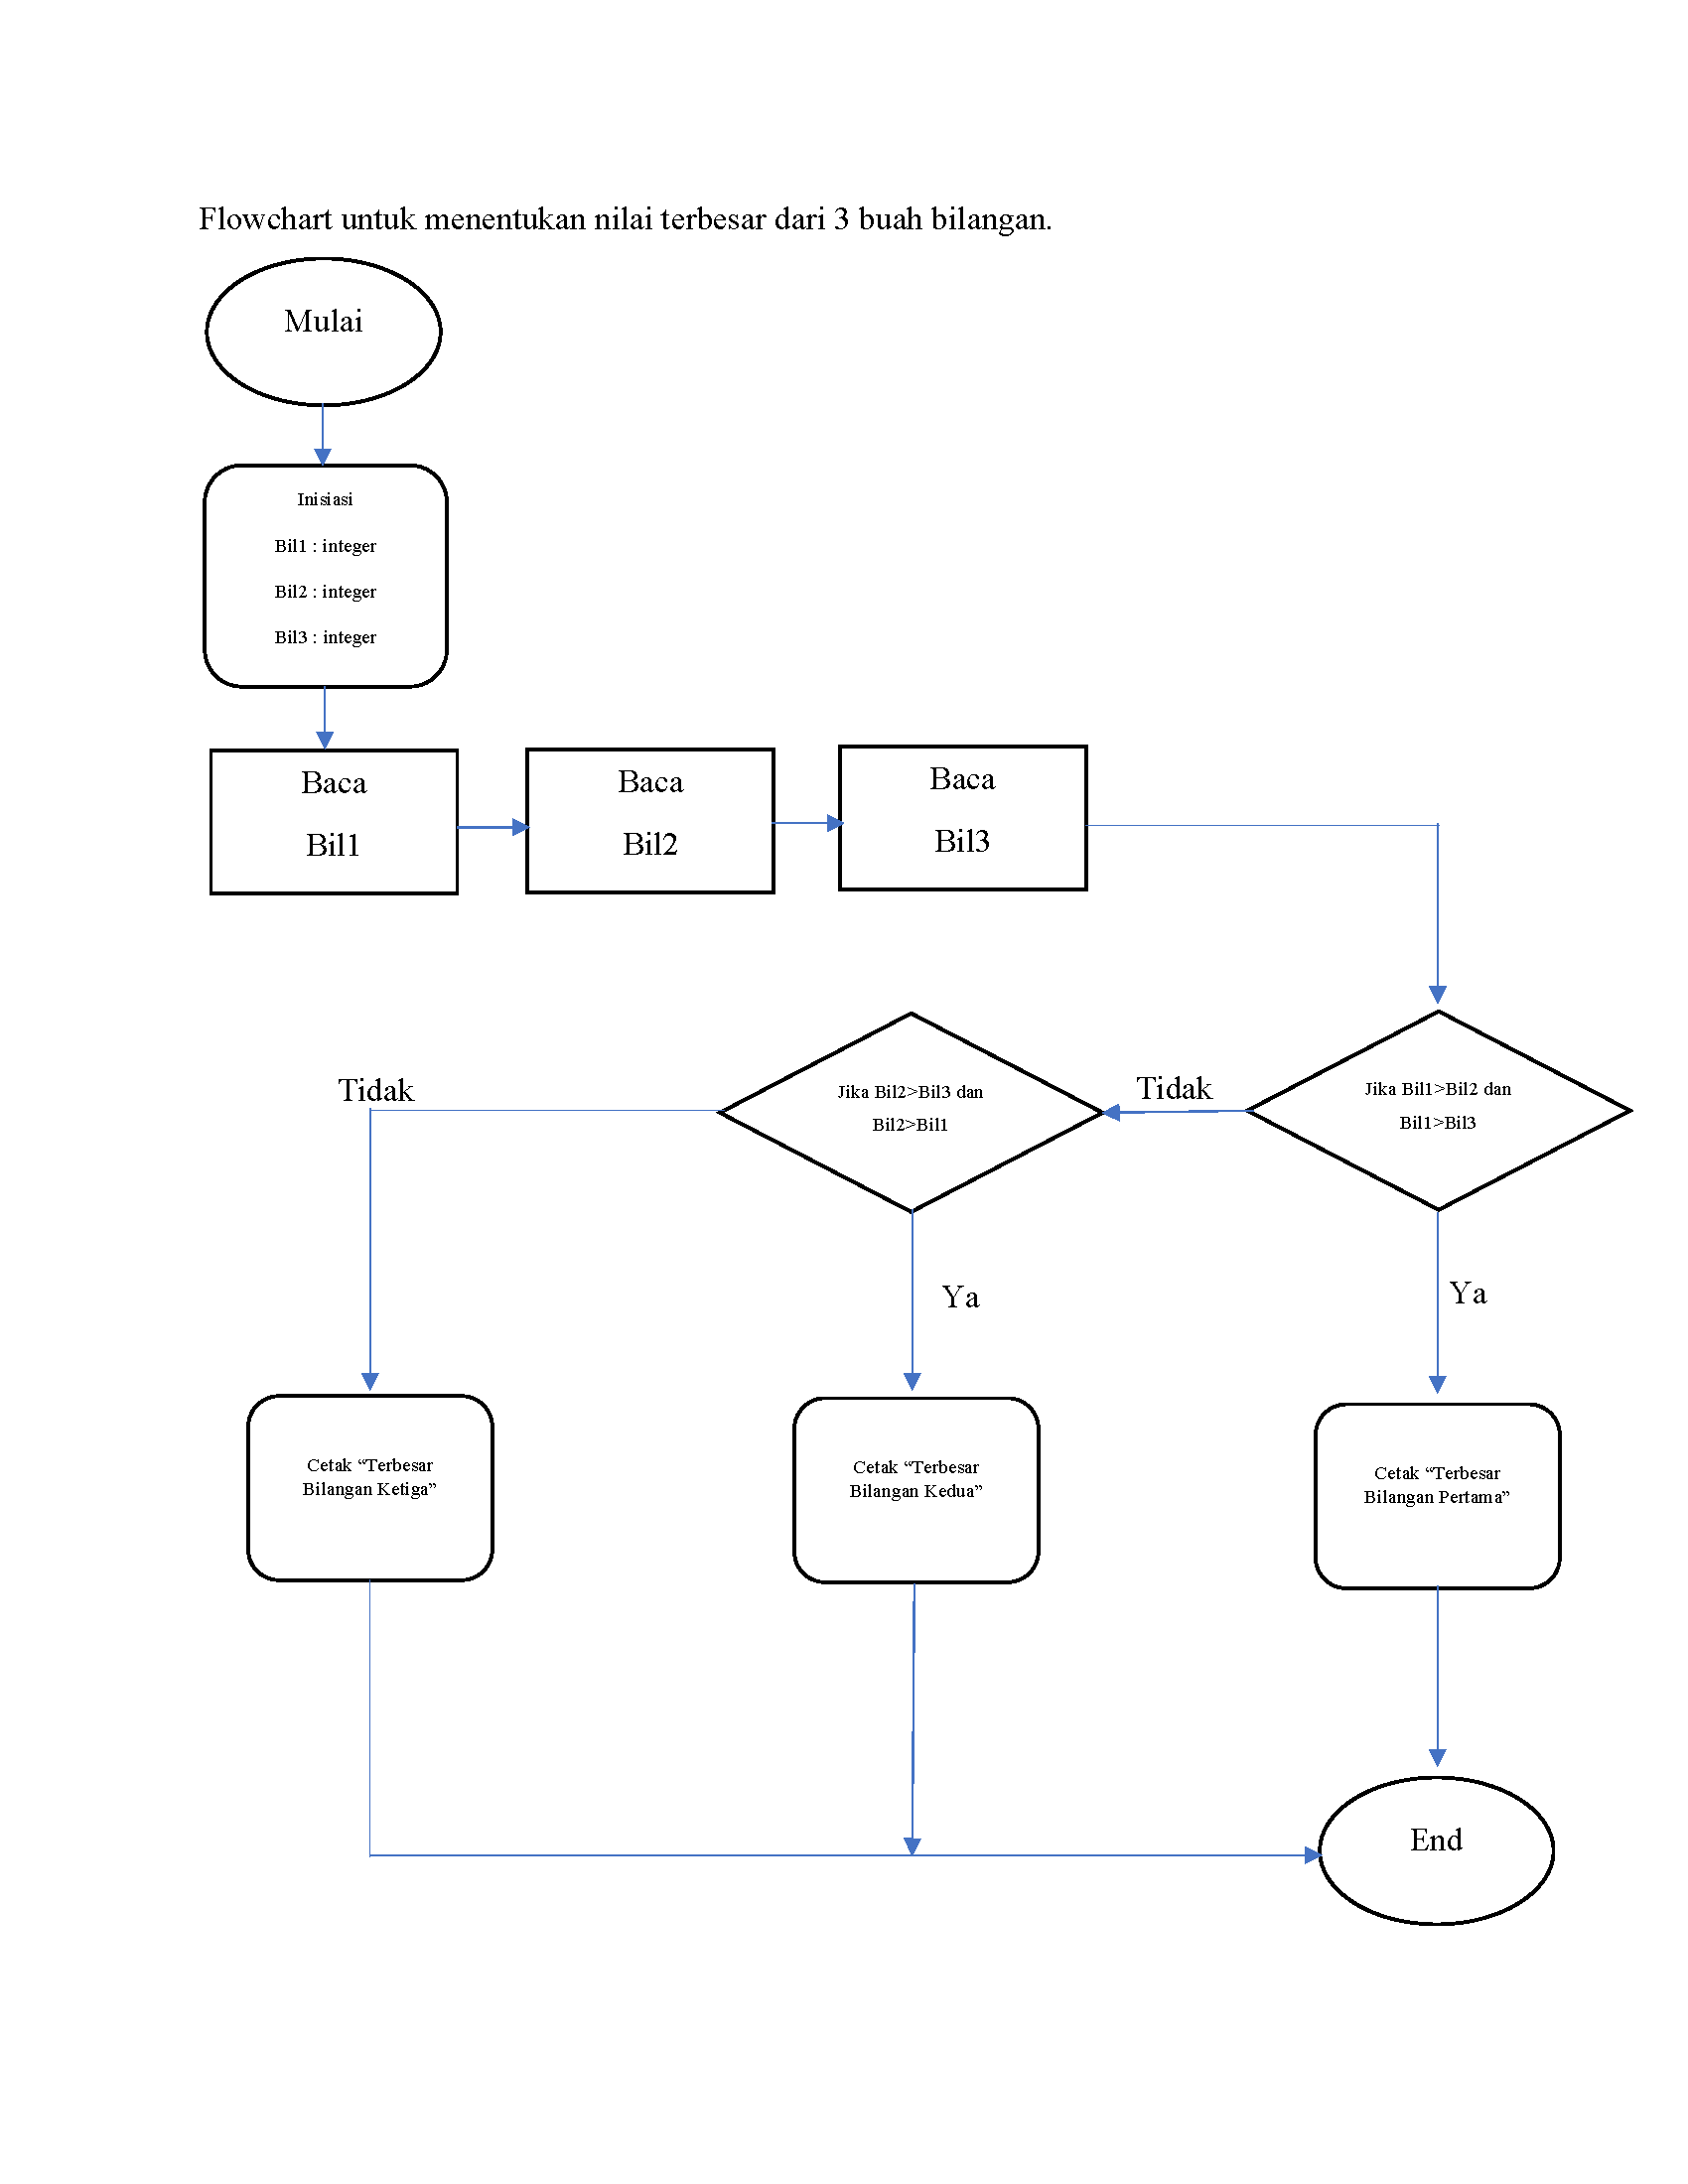 Flowchart untuk menentukan nilai terbesar dari 3 buah bilangan.
Mulai
Inisiasi
Bil1 : integer
Bil2 : integer
Bil3 : integer
Baca
Bil1
Baca
Bil2
Baca
Bil3
Jika Bil1>Bil2 dan
Bil1>Bil3
Tidak
Jika Bil2>Bil3 dan
Bil2>Bil1
Tidak
Ya
Ya
Cetak “Terbesar
Bilangan Ketiga”
Cetak “Terbesar
Bilangan Kedua”
Cetak “Terbesar
Bilangan Pertama”
End